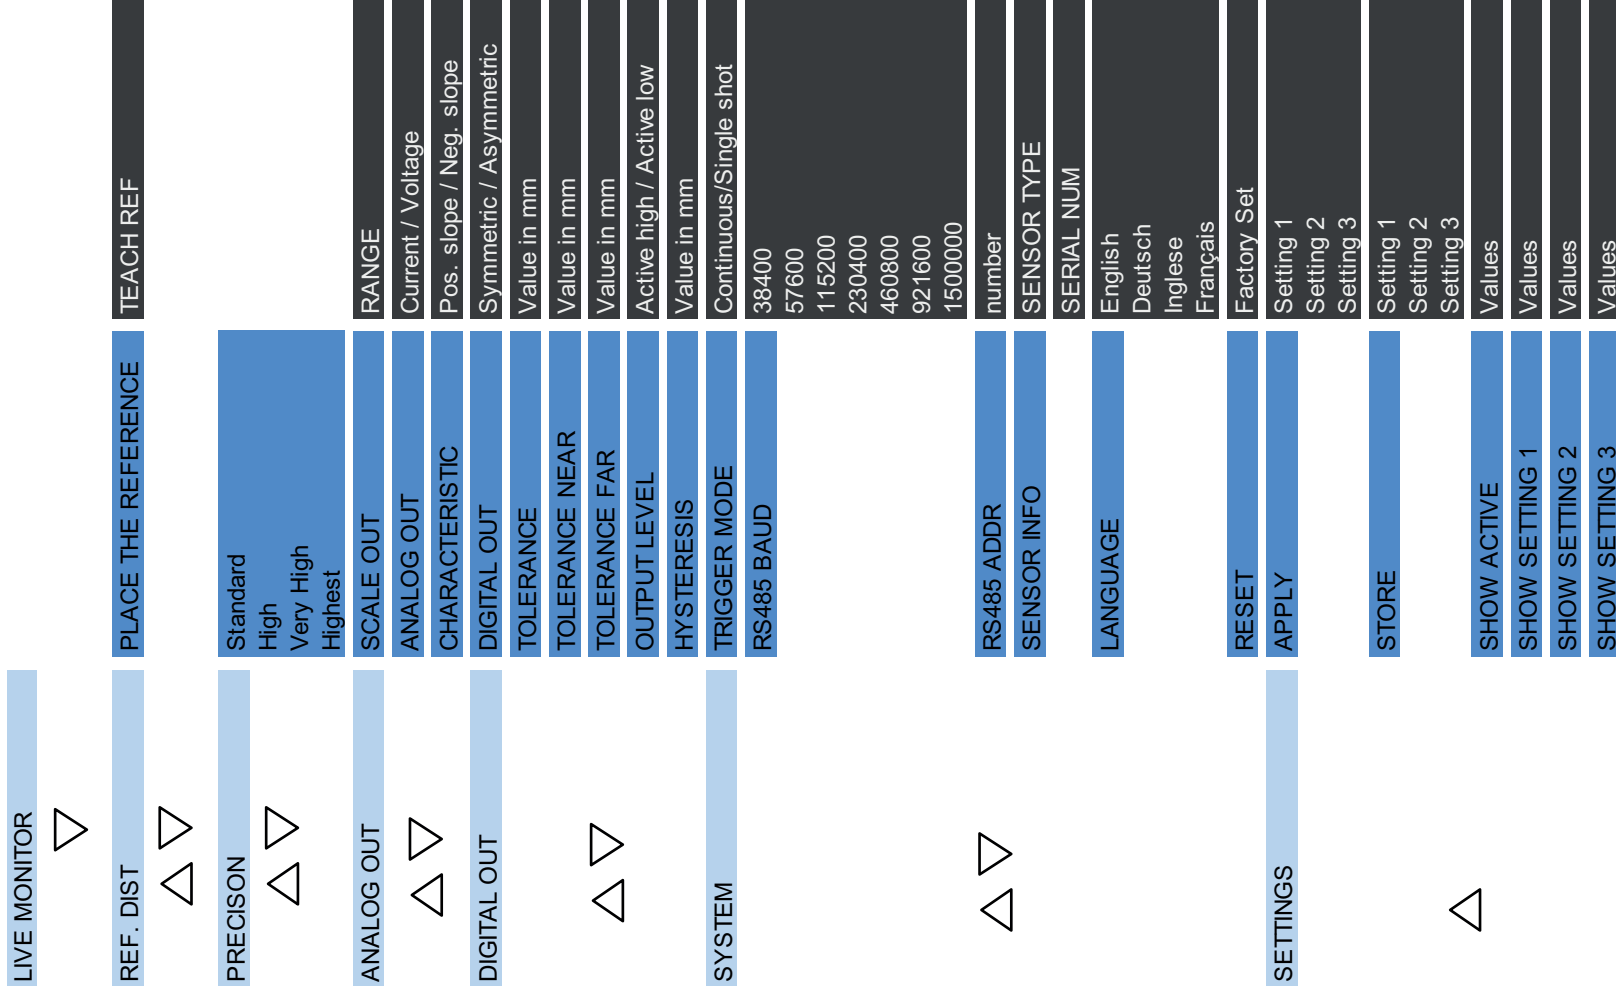 LIVE MONITOR
REF. DIST
PLACE THE REFERENCE
TEACH REF
PRECISON
Standard
High
Very High
Highest
ANALOG OUT
SCALE OUT
RANGE
ANALOG OUT
Current / Voltage
CHARACTERISTIC
Pos. slope / Neg. slope
DIGITAL OUT
DIGITAL OUT
Symmetric / Asymmetric
TOLERANCE
Value in mm
TOLERANCE NEAR
Value in mm
TOLERANCE FAR
Value in mm
OUTPUT LEVEL
Active high / Active low
HYSTERESIS
Value in mm
SYSTEM
TRIGGER MODE
Continuous/Single shot
RS485 BAUD
38400
57600
115200
230400
460800
921600
1500000
RS485 ADDR
number
SENSOR INFO
SENSOR TYPE
SERIAL NUM
LANGUAGE
English
Deutsch
Inglese
Français
RESET
Factory Set
SETTINGS
APPLY
Setting 1
Setting 2
Setting 3
STORE
Setting 1
Setting 2
Setting 3
SHOW ACTIVE
Values
SHOW SETTING 1
Values
SHOW SETTING 2
Values
SHOW SETTING 3
Values